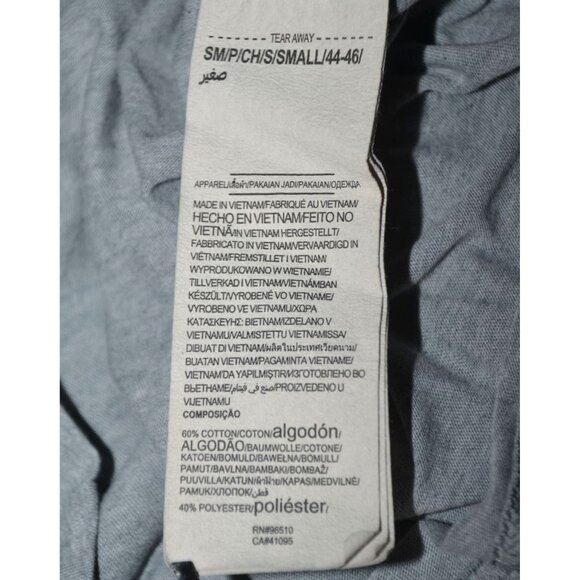 TEAR AWAY
SM/P/CH/S/SMALL/44-46/
صغير
APPAREL/เสื้อผ้า/PAKAIAN JADI/PAKAIAN/ОДЕЖДА
MADE IN VIETNAM/FABRIQUÉ AU VIETNAM/
HECHO EN VIETNAM/FEITO NO
VIETNÃ/IN VIETNAM HERGESTELLT/
FABBRICATO IN VIETNAM/VERVAARDIGD IN
VIETNAM/FREMSTILLET I VIETNAM/
WYPRODUKOWANO W WIETNAMIE/
TILLVERKAD I VIETNAM/VIETNÁMBAN
KÉSZÜLT/VYROBENÉ VO VIETNAME/
VYROBENO VE VIETNAMU/ΧΩΡΑ
ΚΑΤΑΣΚΕΥΗΣ: ΒΙΕΤΝΑΜ/IZDELANO V
VIETNAMU/VALMISTETTU VIETNAMISSA/
DIBUAT DI VIETNAM/ผลิตในประเทศเวียดนาม/
BUATAN VIETNAM/PAGAMINTA VIETNAME/
VIETNAM'DA YAPILMIŞTIR/ИЗГОТОВЛЕНО ВО
ВЬЕТНАМЕ/صنع في فيتنام/PROIZVEDENO U
VIJETNAMU
COMPOSIÇÃO
60% COTTON/COTON/algodón/
ALGODÃO/BAUMWOLLE/COTONE/
KATOEN/BOMULD/BAWEŁNA/BOMULL/
PAMUT/BAVLNA/ΒΑΜΒΑΚΙ/BOMBAŽ/
PUUVILLA/KATUN/ผ้าฝ้าย/KAPAS/MEDVILNĖ/
PAMUK/ХЛОПОК/قطن/
40% POLYESTER/poliéster/
RN#96510
CA#41095